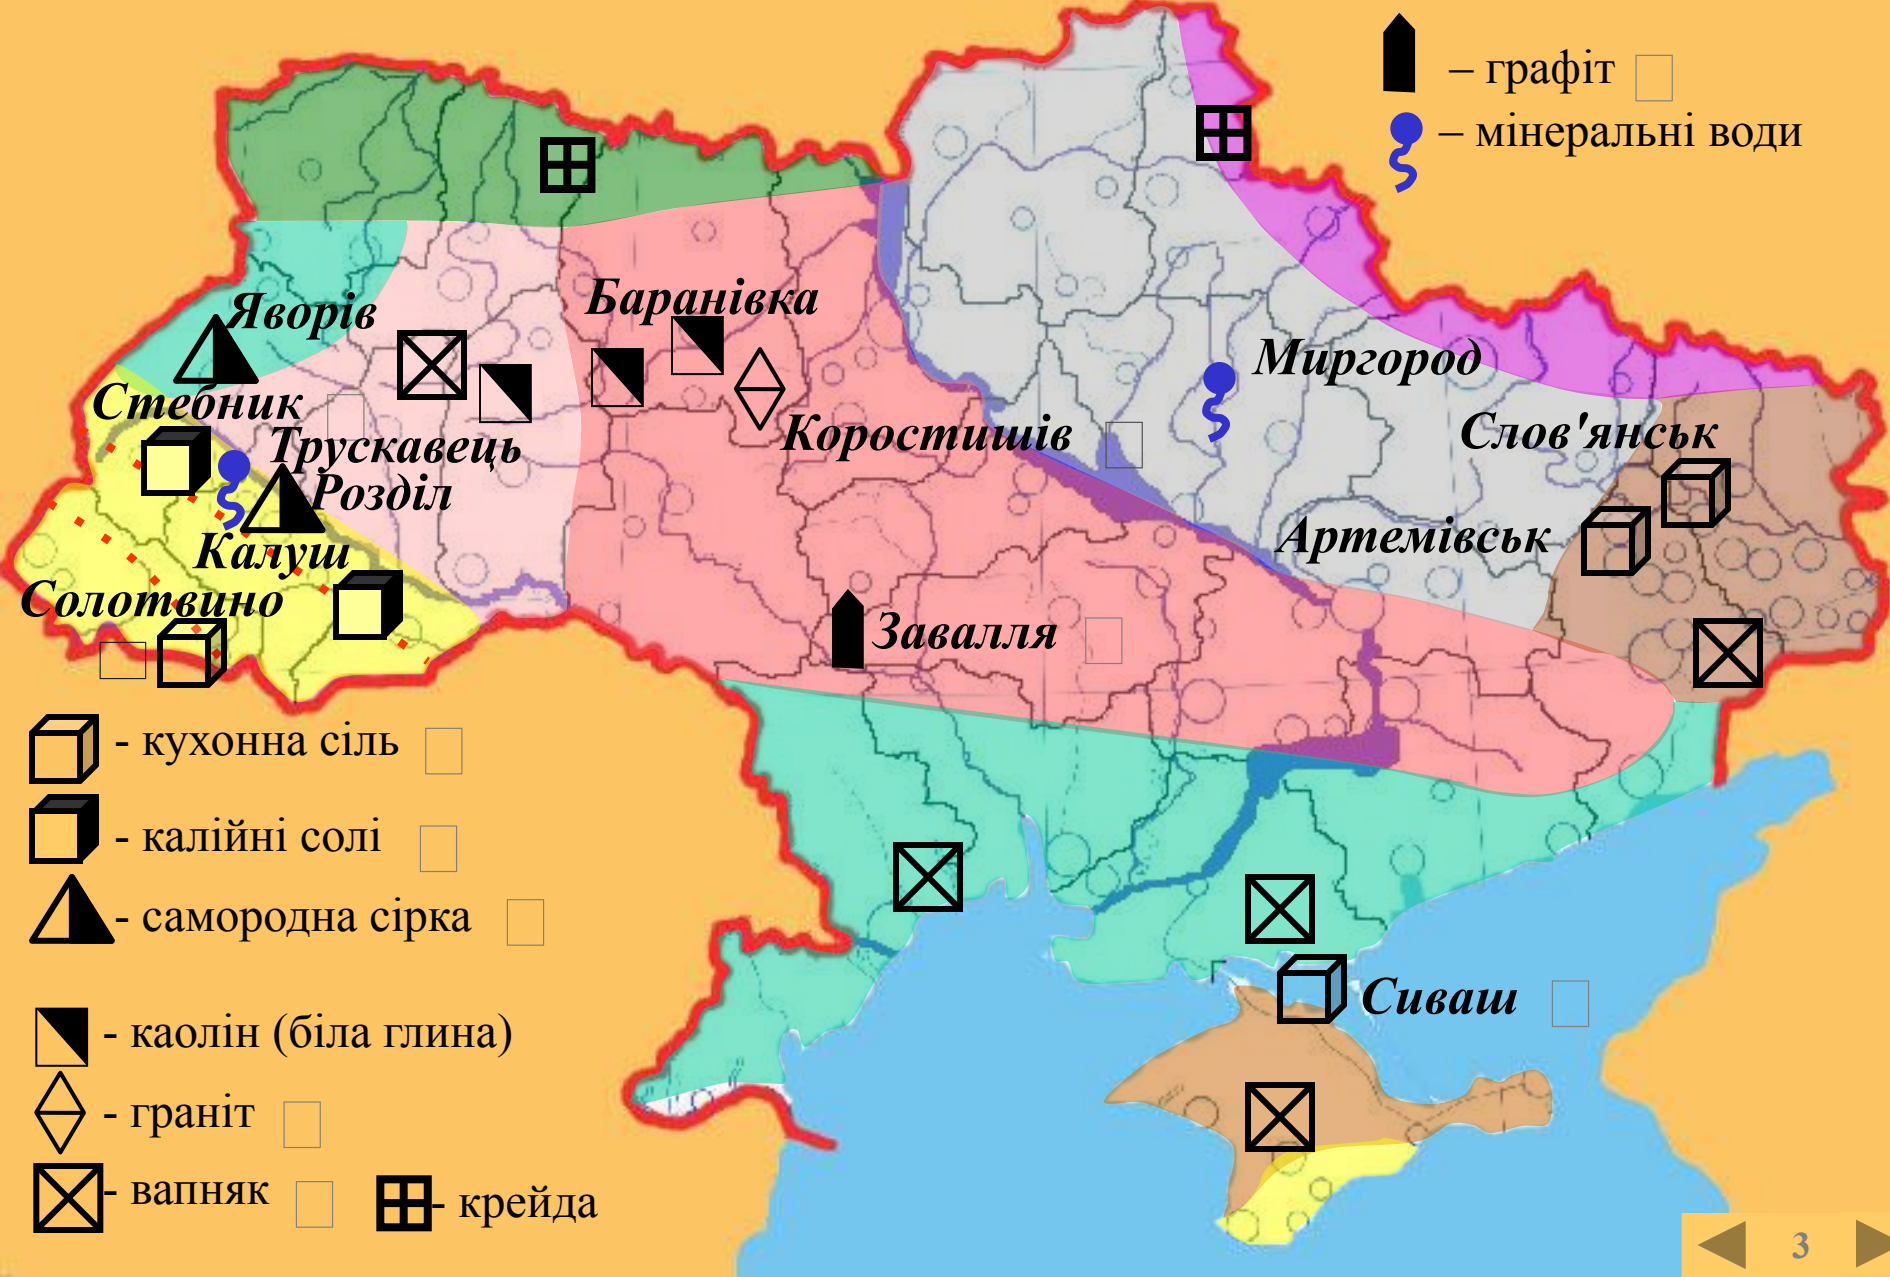 – графіт
– мінеральні води
Яворів
Баранівка
Миргород
Стебник
Трускавець
Коростишів
Слов'янськ
Розділ
Артемівськ
Калуш
Солотвино
Завалля
- кухонна сіль
- калійні солі
- самородна сірка
Сиваш
- каолін (біла глина)
- граніт
- вапняк
- крейда
3